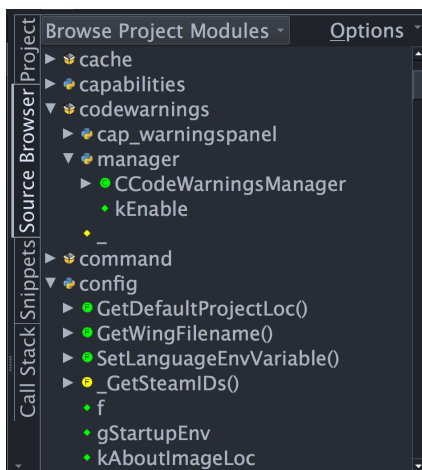 Browse Project Modules
Options
Project
Source Browser
Snippets
Call Stack
cache
capabilities
codewarnings
cap_warningspanel
manager
CCodeWarningsManager
kEnable
_
command
config
GetDefaultProjectLoc()
GetWingFilename()
SetLanguageEnvVariable()
_GetSteamIDs()
f
gStartupEnv
kAboutImageLoc